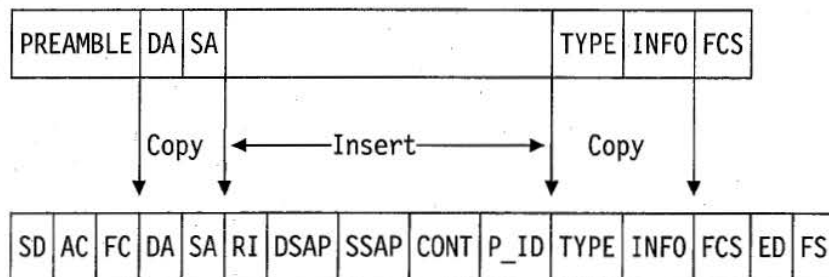 PREAMBLE DA SA TYPE INFO FCS
Copy Insert Copy
SD AC FC DA SA RI DSAP SSAP CONT P_ID TYPE INFO FCS ED FS